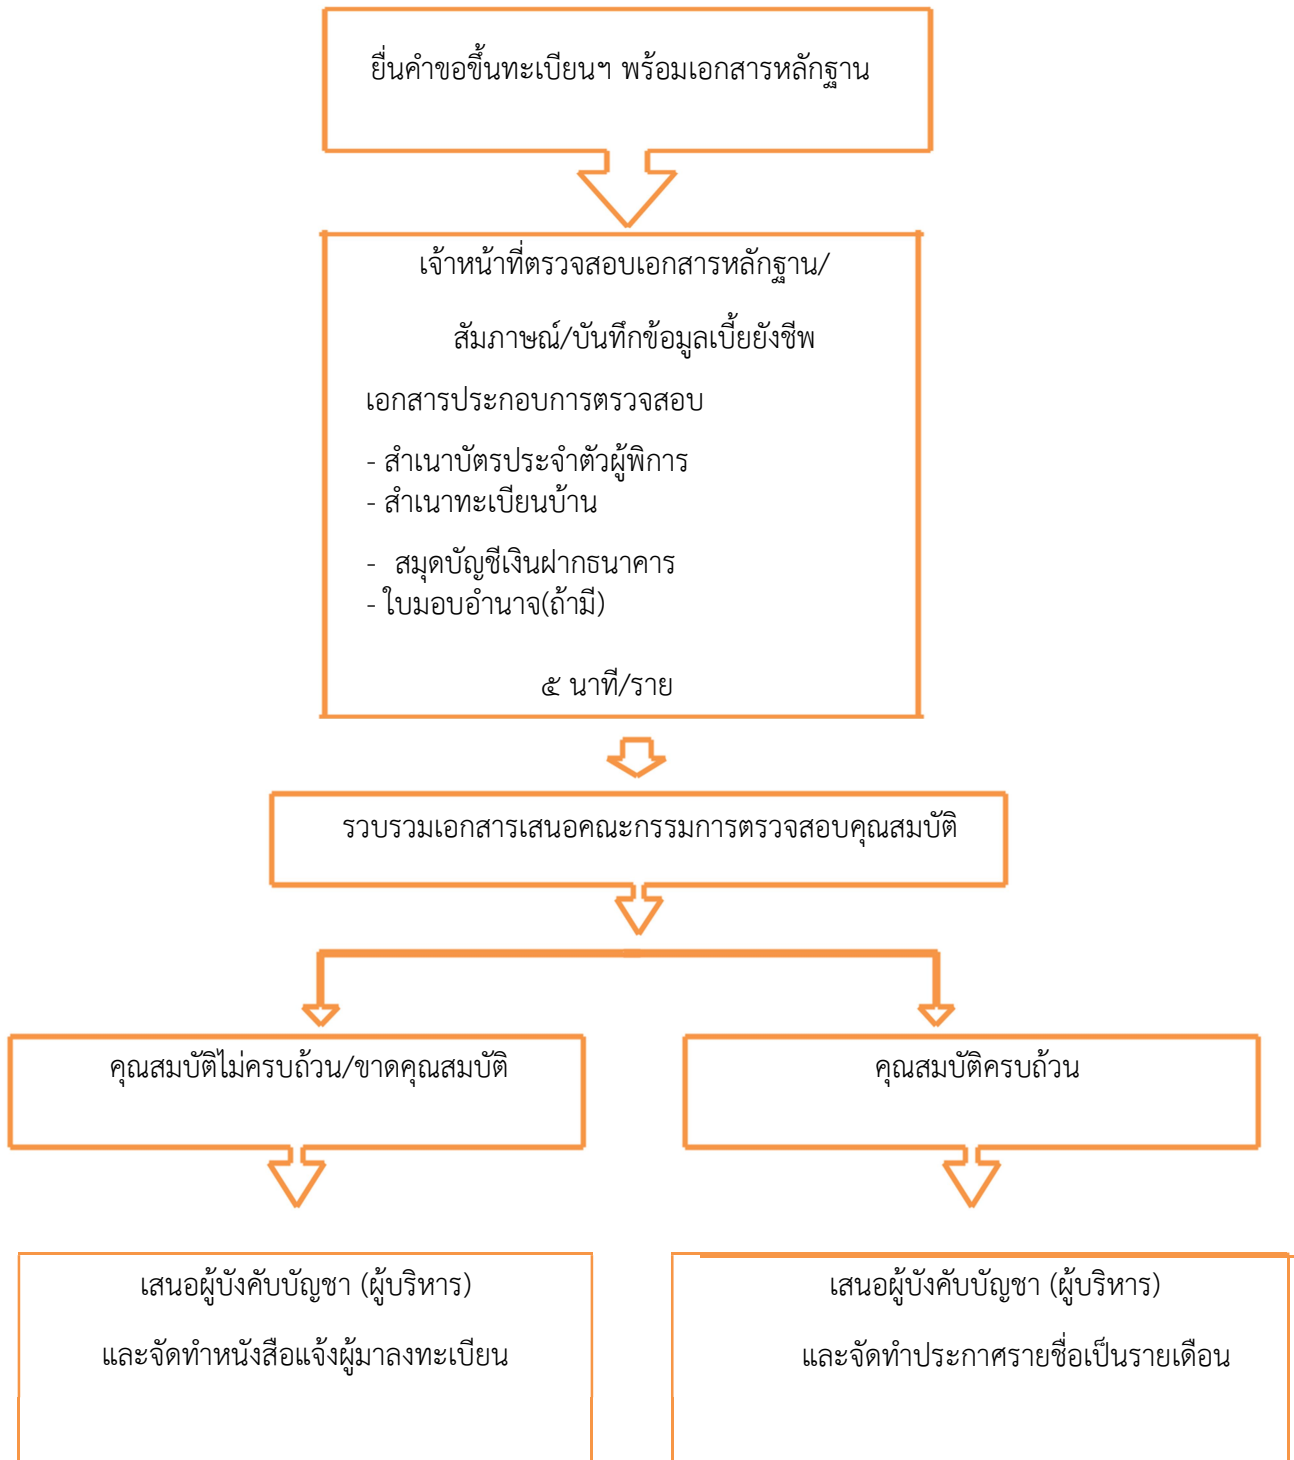 ยื่นคำขอขึ้นทะเบียนฯ พร้อมเอกสารหลักฐาน
เจ้าหน้าที่ตรวจสอบเอกสารหลักฐาน/
สัมภาษณ์/บันทึกข้อมูลเบี้ยยังชีพ
เอกสารประกอบการตรวจสอบ
- สำเนาบัตรประจำตัวผู้พิการ
- สำเนาทะเบียนบ้าน
- สมุดบัญชีเงินฝากธนาคาร
- ใบมอบอำนาจ(ถ้ามี)
๕ นาที/ราย
รวบรวมเอกสารเสนอคณะกรรมการตรวจสอบคุณสมบัติ
คุณสมบัติไม่ครบถ้วน/ขาดคุณสมบัติ
คุณสมบัติครบถ้วน
เสนอผู้บังคับบัญชา (ผู้บริหาร)
และจัดทำหนังสือแจ้งผู้มาลงทะเบียน
เสนอผู้บังคับบัญชา (ผู้บริหาร)
และจัดทำประกาศรายชื่อเป็นรายเดือน